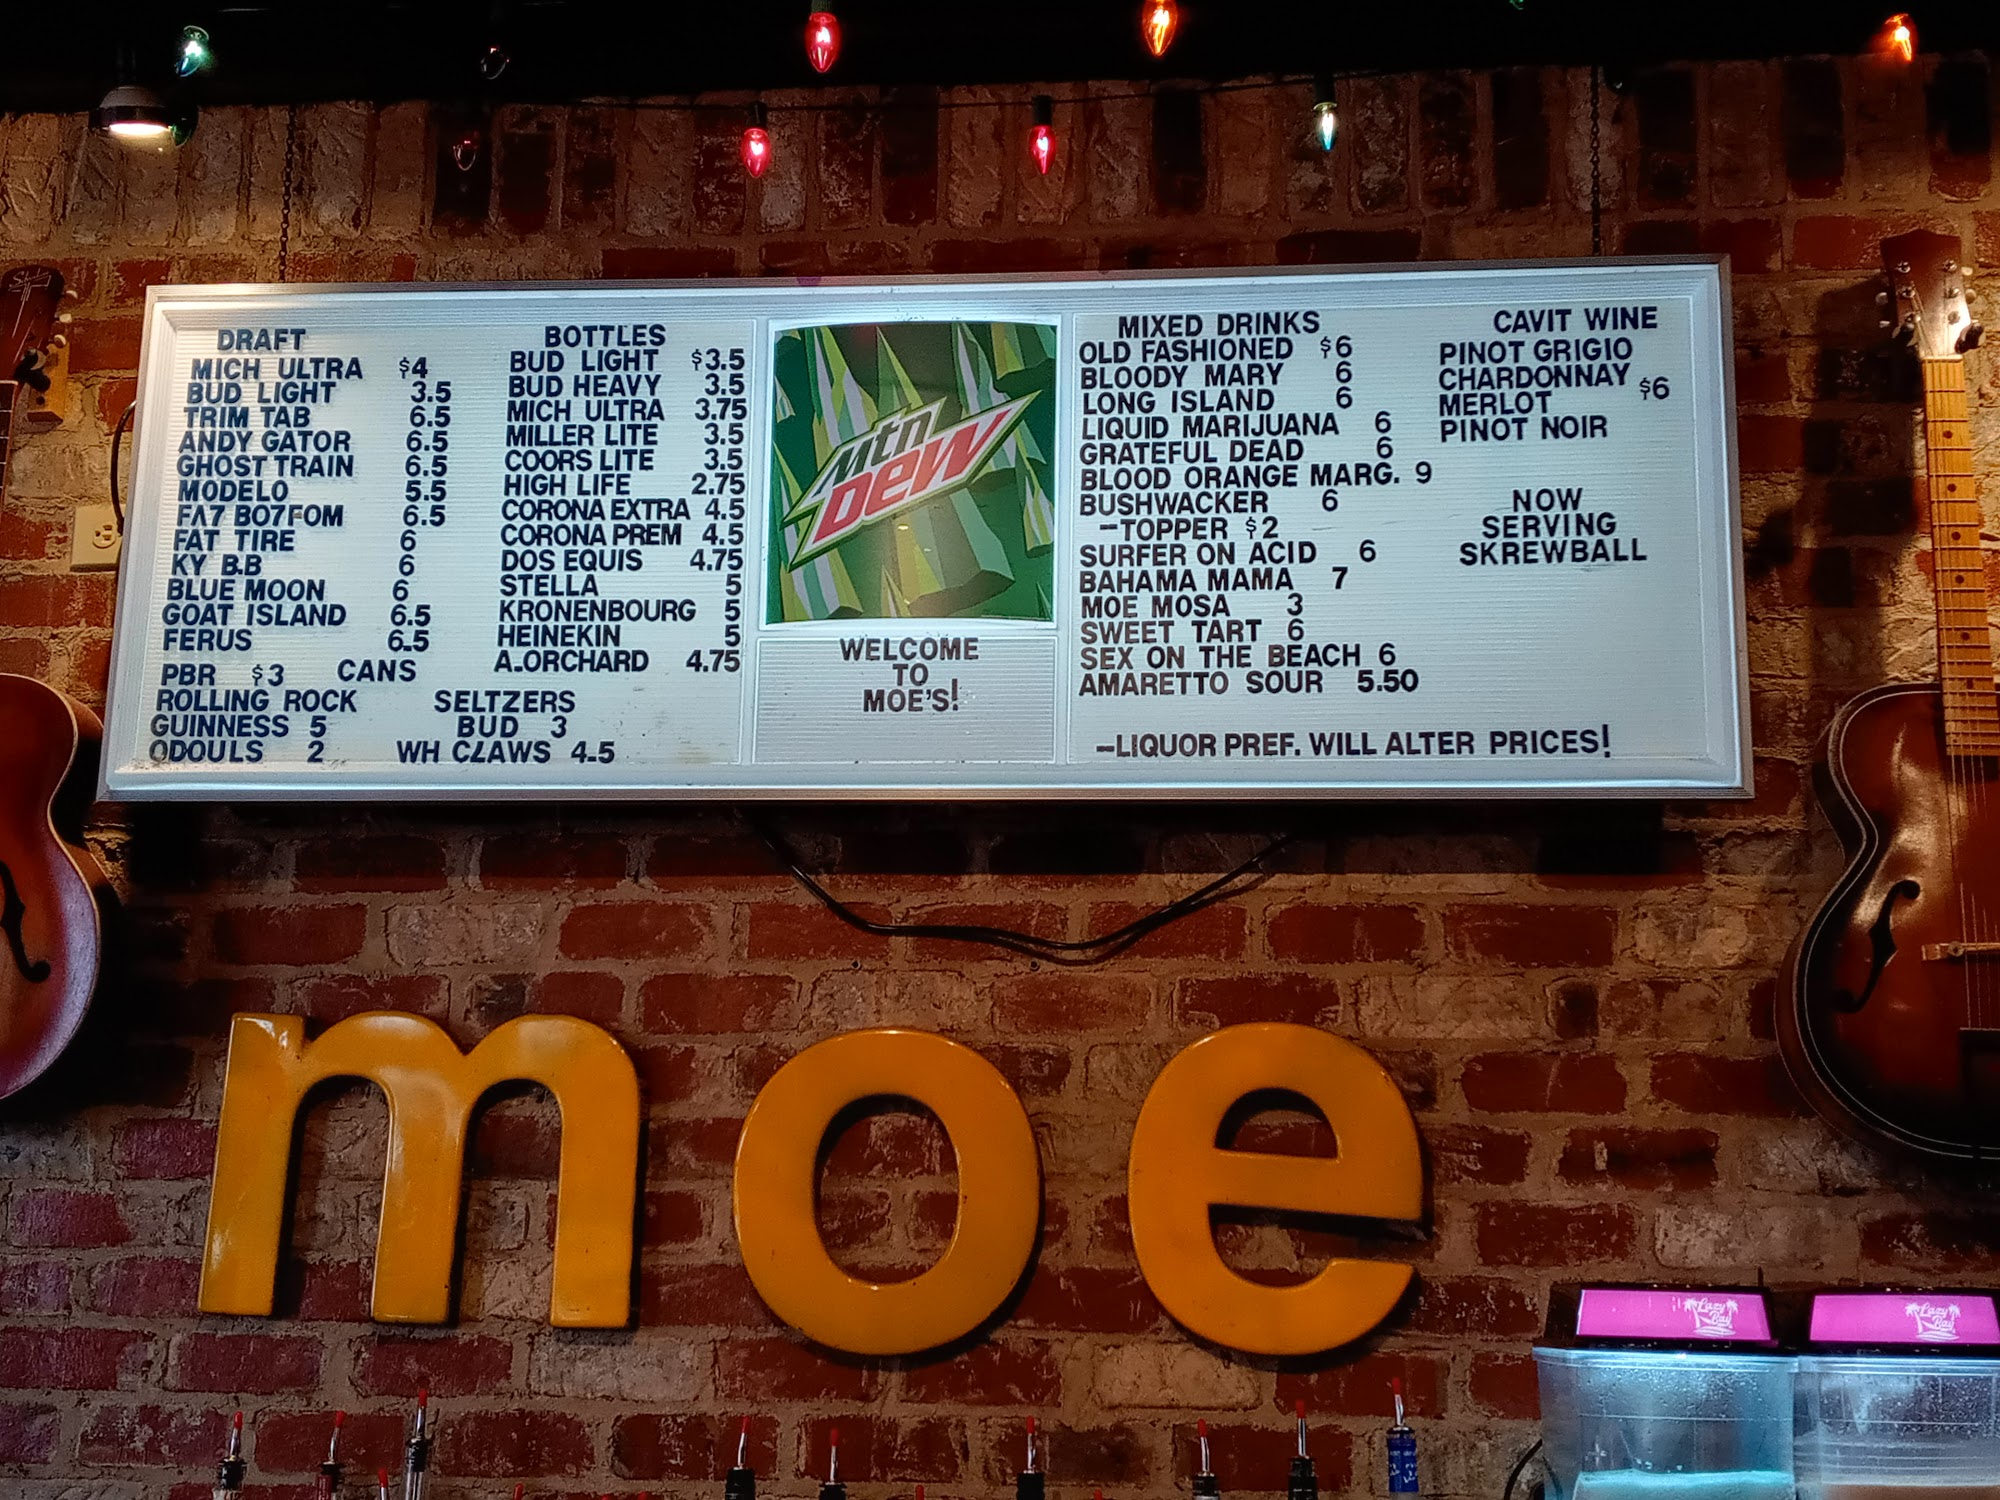 DRAFT
MICH ULTRA $4
BUD LIGHT 3.5
TRIM TAB 6.5
ANDY GATOR 6.5
GHOST TRAIN 6.5
MODELO 5.5
FA7 BO7FOM 6.5
FAT TIRE 6
KY B.B 6
BLUE MOON 6
GOAT ISLAND 6.5
FERUS 6.5
PBR $3 CANS
ROLLING ROCK
GUINNESS 5
ODOULS 2
SELTZERS
BUD 3
WH CLAWS 4.5
BOTTLES
BUD LIGHT $3.5
BUD HEAVY 3.5
MICH ULTRA 3.75
MILLER LITE 3.5
COORS LITE 3.5
HIGH LIFE 2.75
CORONA EXTRA 4.5
CORONA PREM 4.5
DOS EQUIS 4.75
STELLA 5
KRONENBOURG 5
HEINEKIN 5
A.ORCHARD 4.75
Mtn
DEW
WELCOME
TO
MOE'S!
MIXED DRINKS
OLD FASHIONED $6
BLOODY MARY 6
LONG ISLAND 6
LIQUID MARIJUANA 6
GRATEFUL DEAD 6
BLOOD ORANGE MARG. 9
BUSHWACKER 6
-TOPPER $2
SURFER ON ACID 6
BAHAMA MAMA 7
MOE MOSA 3
SWEET TART 6
SEX ON THE BEACH 6
AMARETTO SOUR 5.50
-LIQUOR PREF. WILL ALTER PRICES!
CAVIT WINE
PINOT GRIGIO
CHARDONNAY $6
MERLOT
PINOT NOIR
NOW
SERVING
SKREWBALL
moe
Lazy
Bay
Lazy
Bay